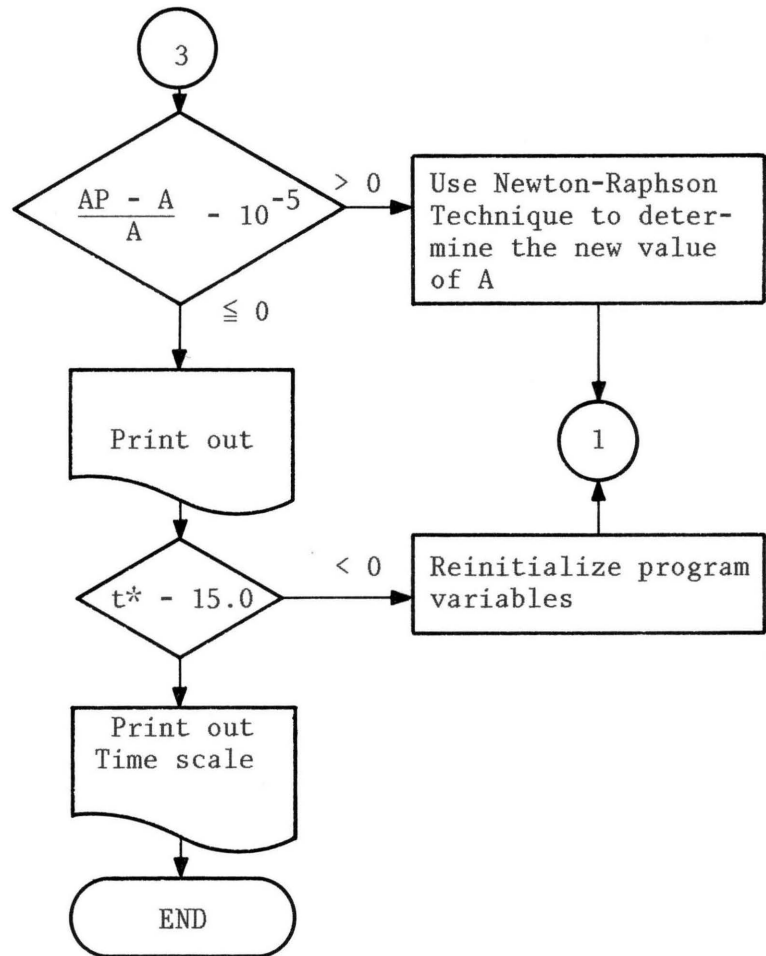 3
AP - A
A
- 10^-5
> 0
Use Newton-Raphson
Technique to deter-
mine the new value
of A
≦ 0
Print out
1
t* - 15.0
< 0
Reinitialize program
variables
Print out
Time scale
END